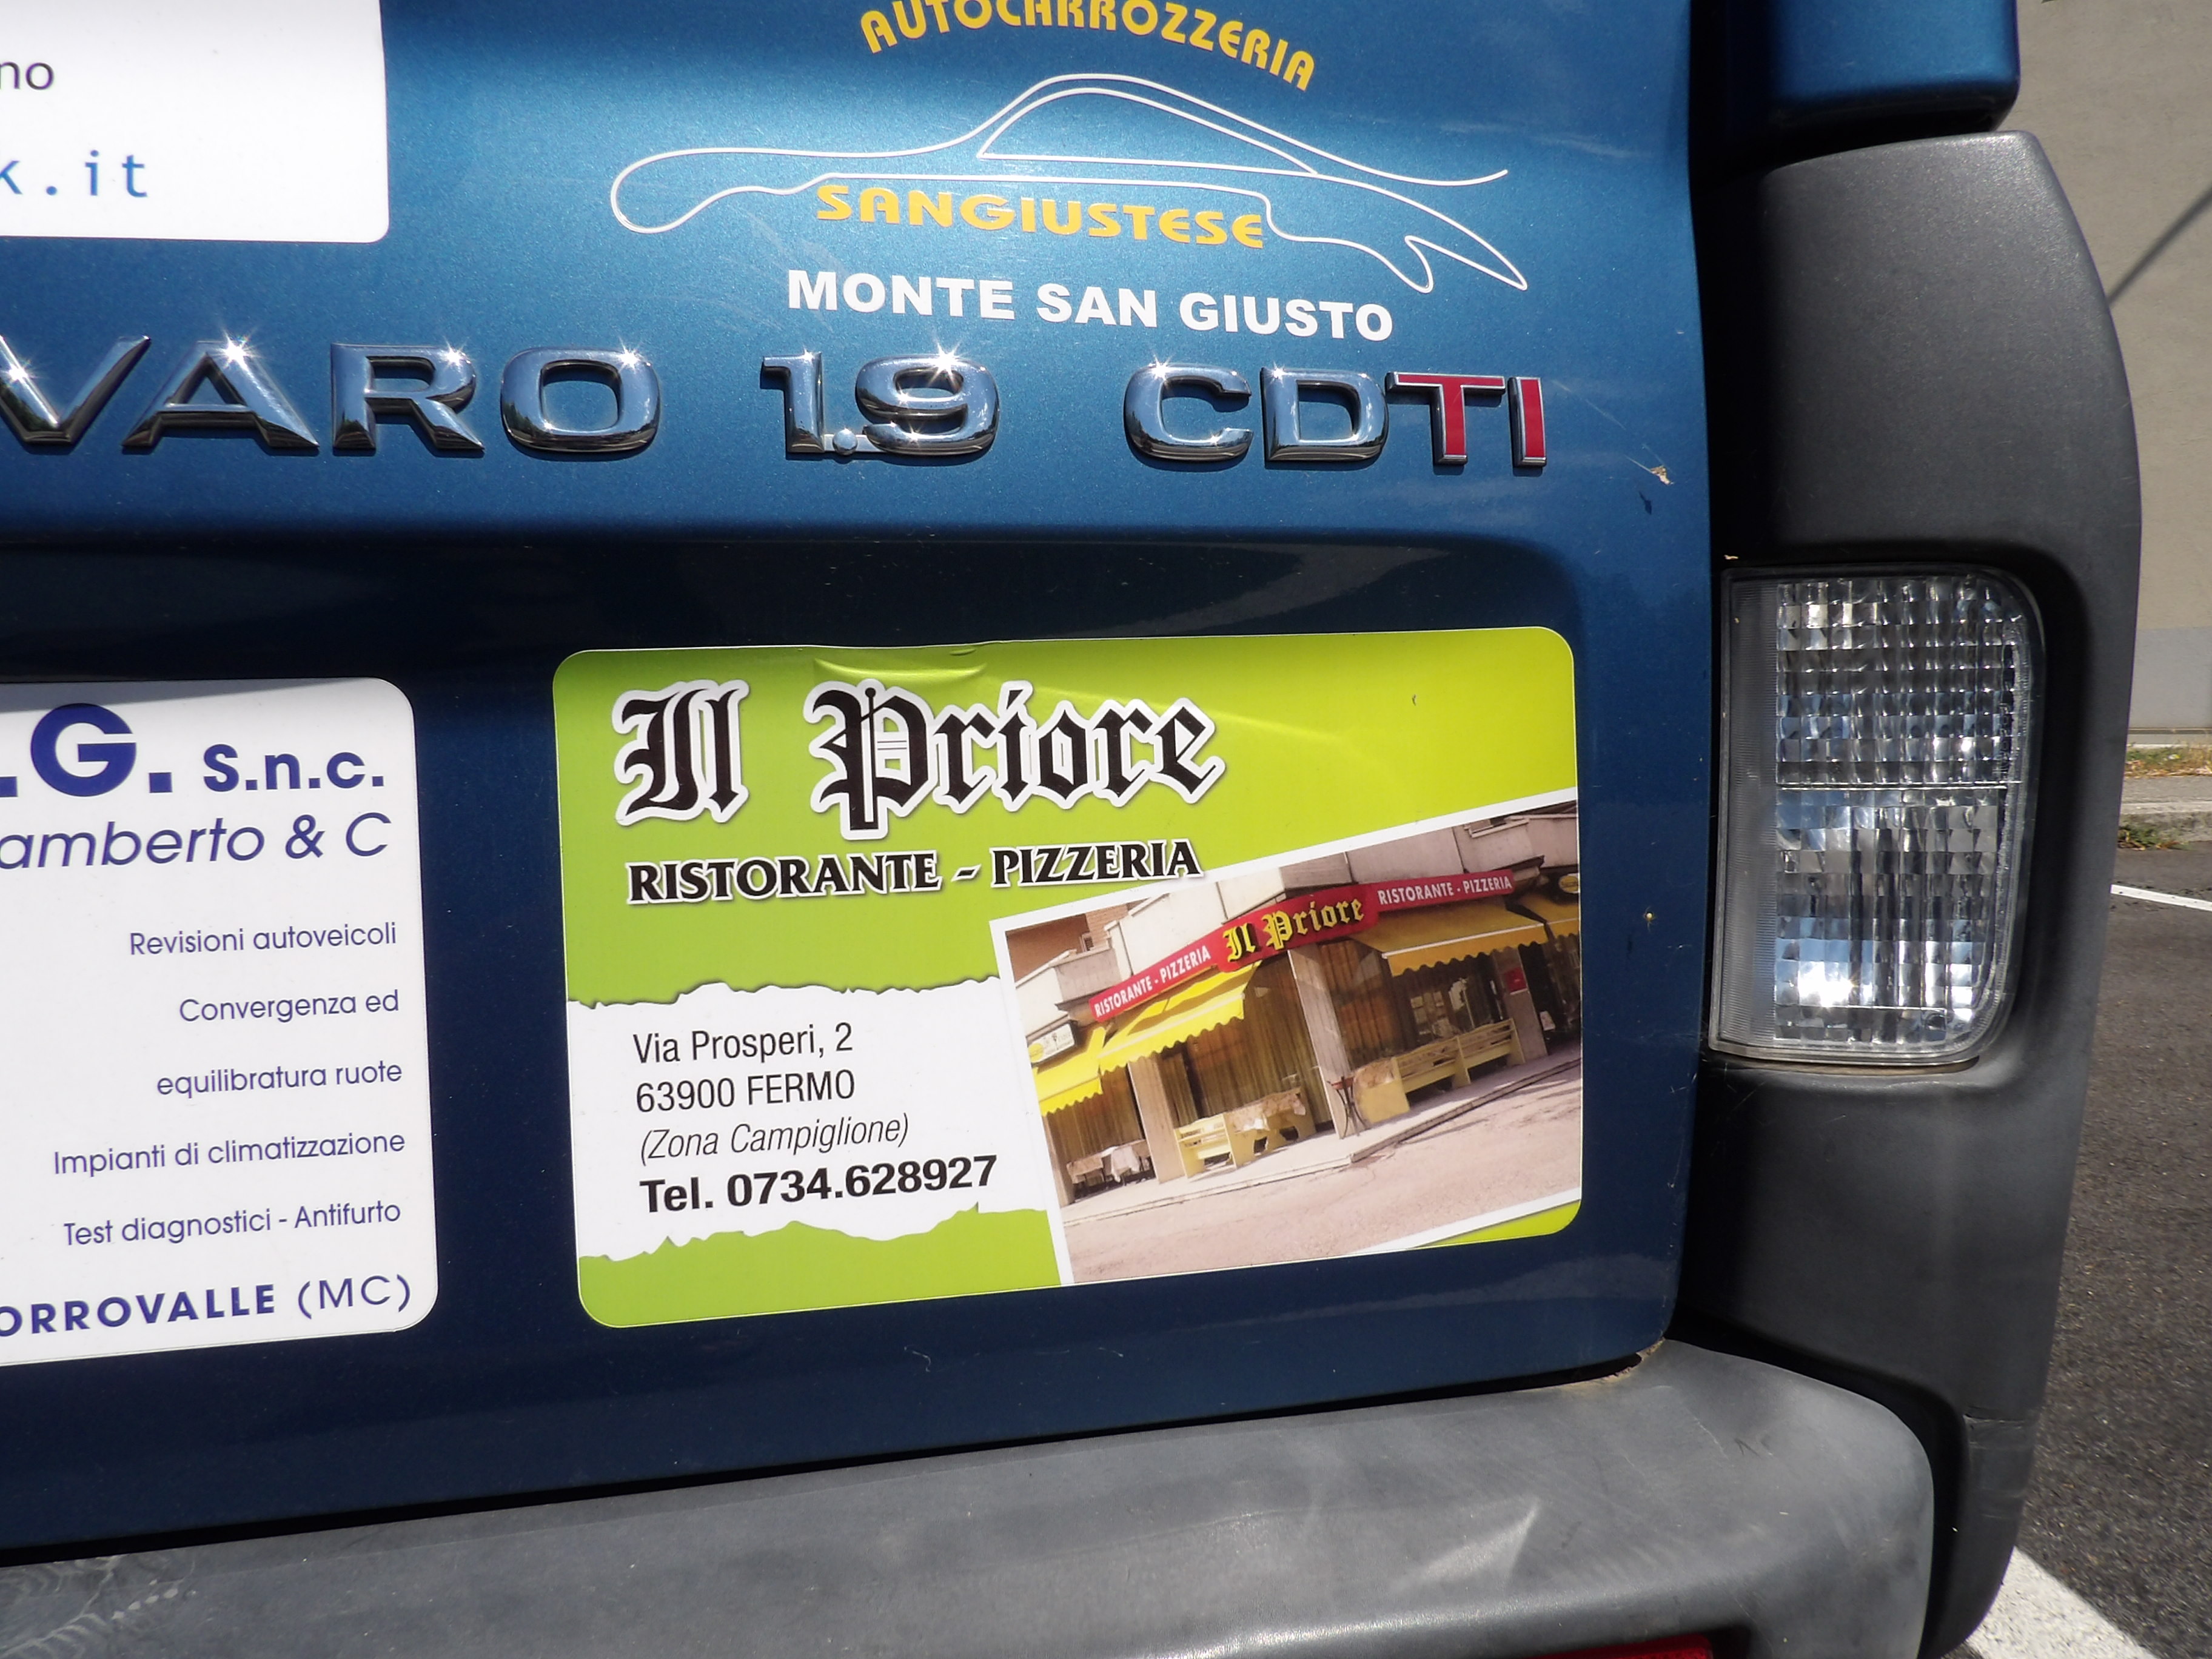 no
k.it
AUTOCARROZZERIA
SANGIUSTESE
MONTE SAN GIUSTO
VARO 1.9 CDTI
.G. s.n.c.
amberto & C
Revisioni autoveicoli
Convergenza ed
equilibratura ruote
Impianti di climatizzazione
Test diagnostici - Antifurto
ORROVALLE (MC)
Il Priore
RISTORANTE - PIZZERIA
RISTORANTE - PIZZERIA Il Priore RISTORANTE - PIZZERIA
Via Prosperi, 2
63900 FERMO
(Zona Campiglione)
Tel. 0734.628927